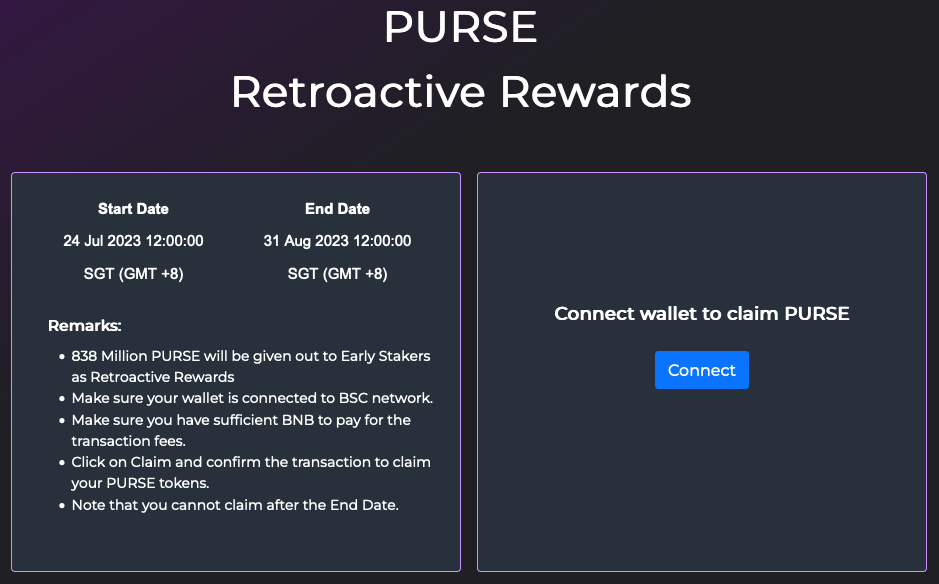 PURSE
Retroactive Rewards
Start Date
End Date
24 Jul 2023 12:00:00
31 Aug 2023 12:00:00
SGT (GMT +8)
SGT (GMT +8)
Remarks:
• 838 Million PURSE will be given out to Early Stakers
as Retroactive Rewards
• Make sure your wallet is connected to BSC network.
• Make sure you have sufficient BNB to pay for the
transaction fees.
• Click on Claim and confirm the transaction to claim
your PURSE tokens.
• Note that you cannot claim after the End Date.
Connect wallet to claim PURSE
Connect